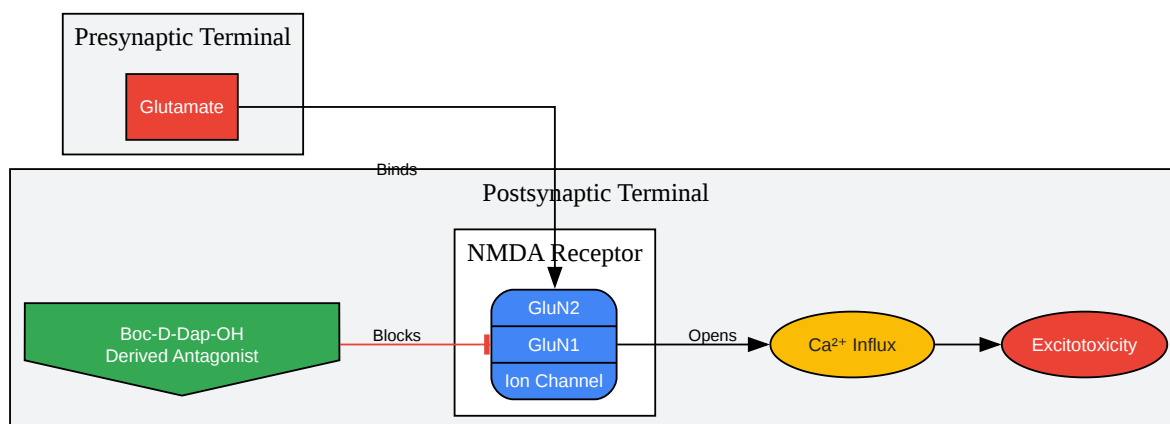 Presynaptic Terminal
Glutamate
Binds
Postsynaptic Terminal
NMDA Receptor
GluN2
Boc-D-Dap-OH
Derived Antagonist
Blocks
GluN1
Opens
Ca²⁺ Influx
Excitotoxicity
Ion Channel